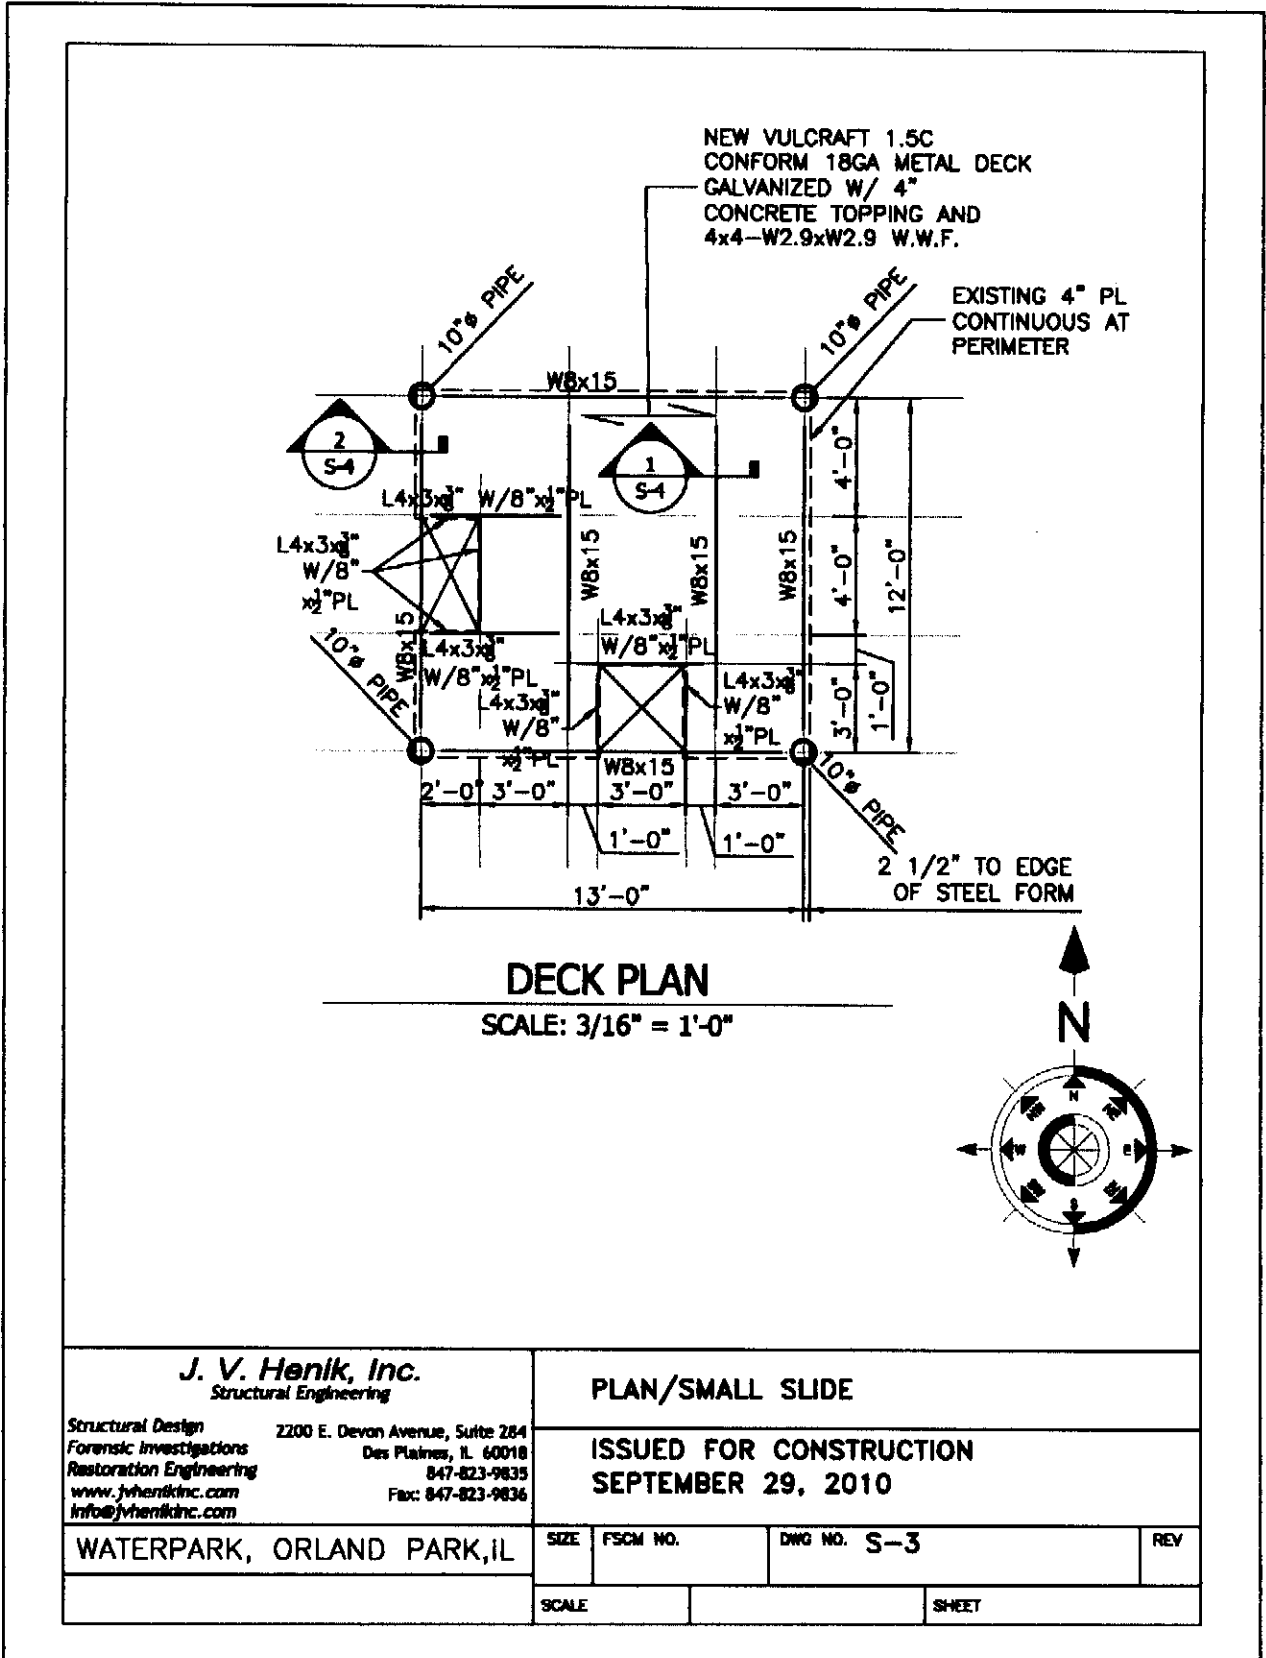 NEW VULCRAFT 1.5C
CONFORM 18GA METAL DECK
GALVANIZED W/ 4"
CONCRETE TOPPING AND
4x4-W2.9xW2.9 W.W.F.
10"ø PIPE
10"ø PIPE
EXISTING 4" PL
CONTINUOUS AT
PERIMETER
W8x15
2
S-4
1
S-4
4'-0"
L4x3x3/8" W/8"x1/2"PL
L4x3x3/8"
W/8"
x1/2"PL
W8x15
W8x15
W8x15
4'-0"
12'-0"
W8x15
10"ø PIPE
L4x3x3/8"
W/8"x1/2"PL
L4x3x3/8"
W/8"x1/2"PL
L4x3x3/8"
W/8"
x1/2"PL
L4x3x3/8"
W/8"
x1/2"PL
3'-0"
1'-0"
W8x15
10"ø PIPE
2'-0"
3'-0"
3'-0"
3'-0"
1'-0"
1'-0"
2 1/2" TO EDGE
OF STEEL FORM
13'-0"
DECK PLAN
SCALE: 3/16" = 1'-0"
N
N
NW
NE
W
E
SW
SE
S
J. V. Henik, Inc.
Structural Engineering
Structural Design
Forensic Investigations
Restoration Engineering
www.jvhenikinc.com
info@jvhenikinc.com
2200 E. Devon Avenue, Suite 284
Des Plaines, IL 60018
847-823-9835
Fax: 847-823-9836
PLAN/SMALL SLIDE
ISSUED FOR CONSTRUCTION
SEPTEMBER 29, 2010
WATERPARK, ORLAND PARK,IL
SIZE
FSCM NO.
DWG NO. S-3
REV
SCALE
SHEET